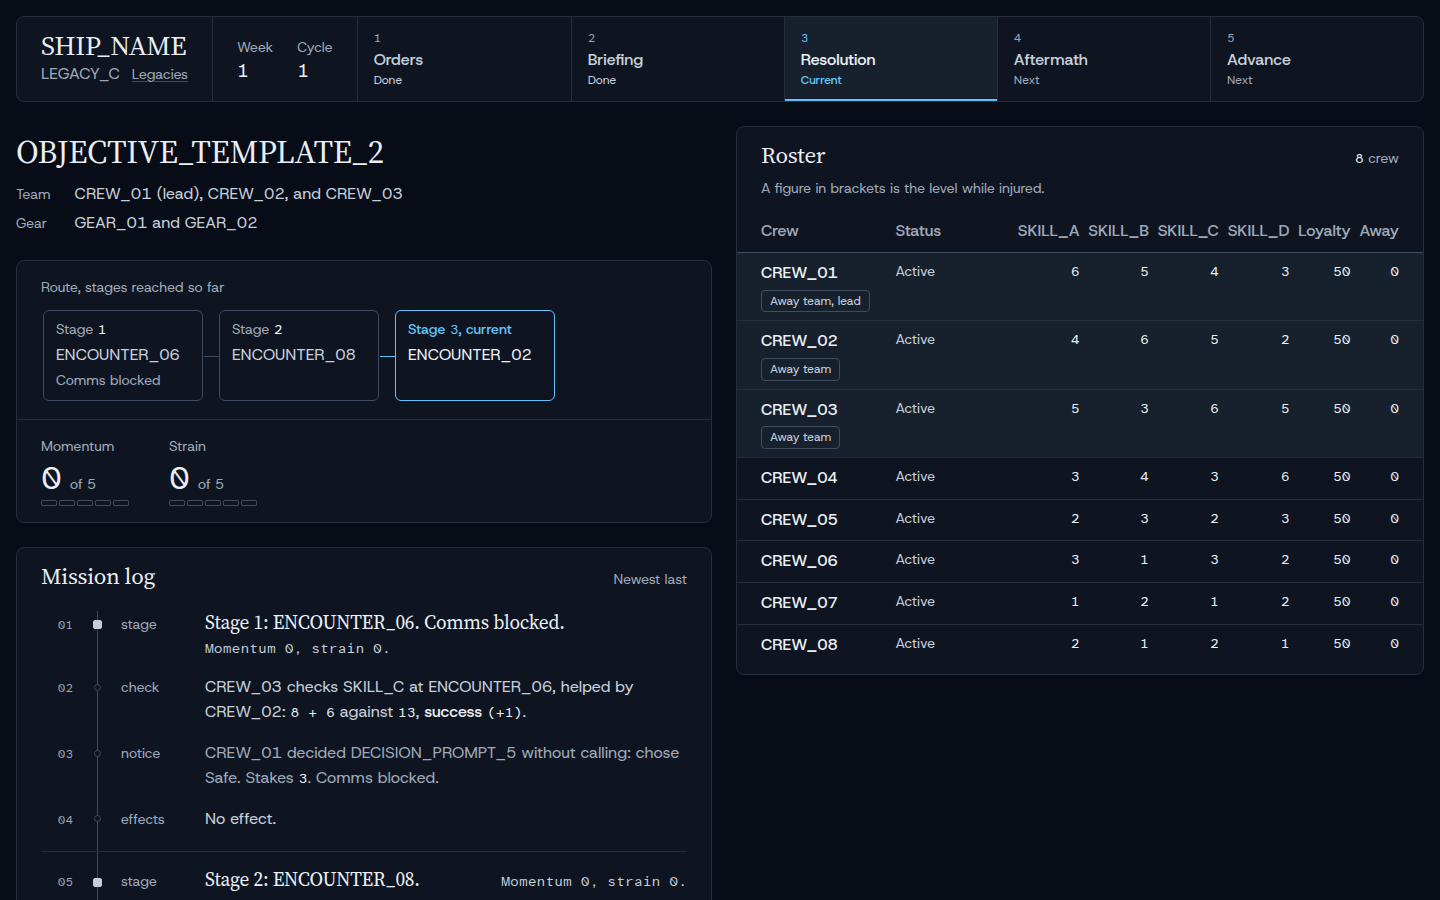 SHIP_NAME
LEGACY_C Legacies
Week Cycle
1 1
1
Orders
Done
2
Briefing
Done
3
Resolution
Current
4
Aftermath
Next
5
Advance
Next
OBJECTIVE_TEMPLATE_2
Team CREW_01 (lead), CREW_02, and CREW_03
Gear GEAR_01 and GEAR_02
Route, stages reached so far
Stage 1
ENCOUNTER_06
Comms blocked
Stage 2
ENCOUNTER_08
Stage 3, current
ENCOUNTER_02
Momentum
0 of 5
Strain
0 of 5
Mission log Newest last
01 stage Stage 1: ENCOUNTER_06. Comms blocked.
Momentum 0, strain 0.
02 check CREW_03 checks SKILL_C at ENCOUNTER_06, helped by
CREW_02: 8 + 6 against 13, success (+1).
03 notice CREW_01 decided DECISION_PROMPT_5 without calling: chose
Safe. Stakes 3. Comms blocked.
04 effects No effect.
05 stage Stage 2: ENCOUNTER_08. Momentum 0, strain 0.
Roster 8 crew
A figure in brackets is the level while injured.
Crew Status SKILL_A SKILL_B SKILL_C SKILL_D Loyalty Away
CREW_01 Active 6 5 4 3 50 0
Away team, lead
CREW_02 Active 4 6 5 2 50 0
Away team
CREW_03 Active 5 3 6 5 50 0
Away team
CREW_04 Active 3 4 3 6 50 0
CREW_05 Active 2 3 2 3 50 0
CREW_06 Active 3 1 3 2 50 0
CREW_07 Active 1 2 1 2 50 0
CREW_08 Active 2 1 2 1 50 0